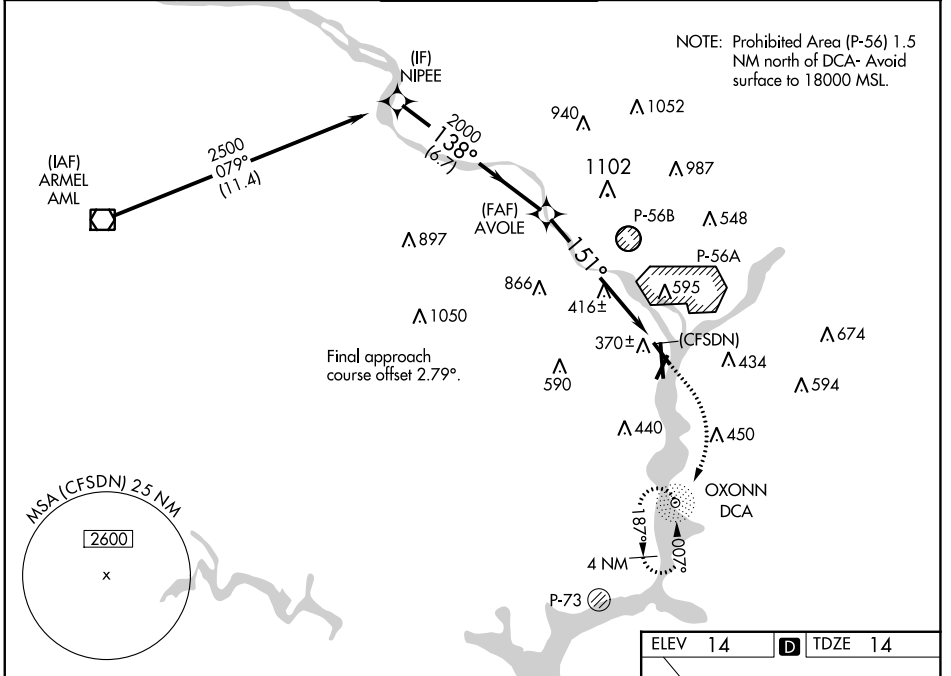 NOTE: Prohibited Area (P-56) 1.5
NM north of DCA- Avoid
surface to 18000 MSL.
(IF)
NIPEE
2000
138°
(6.7)
2500
079°
(11.4)
(IAF)
ARMEL
AML
940
1052
1102
987
(FAF)
AVOLE
P-56B
548
P-56A
897
151°
866
416±
595
1050
370±
(CFSDN)
674
Final approach
course offset 2.79°.
590
434
594
440
450
MSA (CFSDN) 25 NM
2600
x
OXONN
DCA
187°
007°
4 NM
P-73
ELEV 14 D TDZE 14